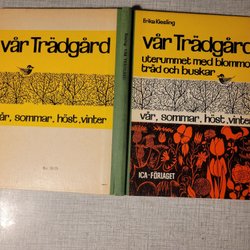 vår Trädgård
vår, sommar, höst, vinter
Erika Kiesling
vår Trädgård
uterummet med blommor
träd och buskar
vår, sommar, höst, vinter
ICA-FÖRLAGET